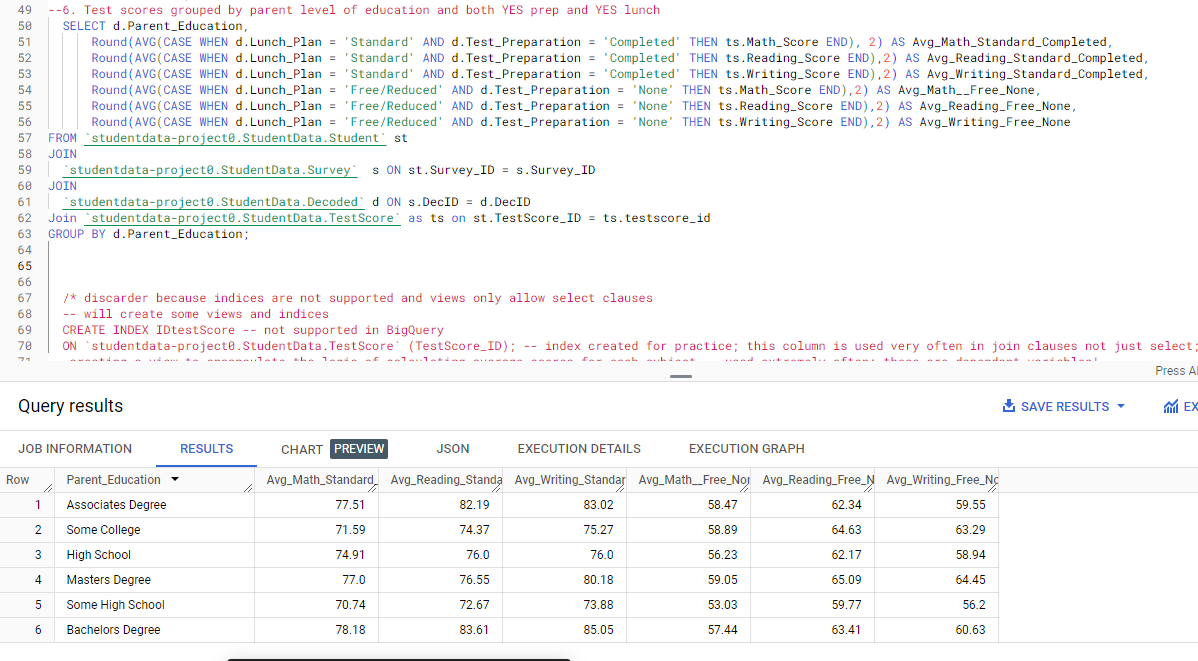 49 --6. Test scores grouped by parent level of education and both YES prep and YES lunch
50 SELECT d.Parent_Education,
51 Round(AVG(CASE WHEN d.Lunch_Plan = 'Standard' AND d.Test_Preparation = 'Completed' THEN ts.Math_Score END), 2) AS Avg_Math_Standard_Completed,
52 Round(AVG(CASE WHEN d.Lunch_Plan = 'Standard' AND d.Test_Preparation = 'Completed' THEN ts.Reading_Score END),2) AS Avg_Reading_Standard_Completed,
53 Round(AVG(CASE WHEN d.Lunch_Plan = 'Standard' AND d.Test_Preparation = 'Completed' THEN ts.Writing_Score END),2) AS Avg_Writing_Standard_Completed,
54 Round(AVG(CASE WHEN d.Lunch_Plan = 'Free/Reduced' AND d.Test_Preparation = 'None' THEN ts.Math_Score END),2) AS Avg_Math__Free_None,
55 Round(AVG(CASE WHEN d.Lunch_Plan = 'Free/Reduced' AND d.Test_Preparation = 'None' THEN ts.Reading_Score END),2) AS Avg_Reading_Free_None,
56 Round(AVG(CASE WHEN d.Lunch_Plan = 'Free/Reduced' AND d.Test_Preparation = 'None' THEN ts.Writing_Score END),2) AS Avg_Writing_Free_None
57 FROM `studentdata-project0.StudentData.Student` st
58 JOIN
59 `studentdata-project0.StudentData.Survey` s ON st.Survey_ID = s.Survey_ID
60 JOIN
61 `studentdata-project0.StudentData.Decoded` d ON s.DecID = d.DecID
62 Join `studentdata-project0.StudentData.TestScore` as ts on st.TestScore_ID = ts.testscore_id
63 GROUP BY d.Parent_Education;
64
65
66
67 /* discarder because indices are not supported and views only allow select clauses
68 -- will create some views and indices
69 CREATE INDEX IDtestScore -- not supported in BigQuery
70 ON `studentdata-project0.StudentData.TestScore` (TestScore_ID); -- index created for practice; this column is used very often in join clauses not just select;
Press Al
Query results SAVE RESULTS EX
JOB INFORMATION RESULTS CHART PREVIEW JSON EXECUTION DETAILS EXECUTION GRAPH
Row Parent_Education Avg_Math_Standard_ Avg_Reading_Standa Avg_Writing_Standar Avg_Math__Free_Nor Avg_Reading_Free_N Avg_Writing_Free_No
1 Associates Degree 77.51 82.19 83.02 58.47 62.34 59.55
2 Some College 71.59 74.37 75.27 58.89 64.63 63.29
3 High School 74.91 76.0 76.0 56.23 62.17 58.94
4 Masters Degree 77.0 76.55 80.18 59.05 65.09 64.45
5 Some High School 70.74 72.67 73.88 53.03 59.77 56.2
6 Bachelors Degree 78.18 83.61 85.05 57.44 63.41 60.63